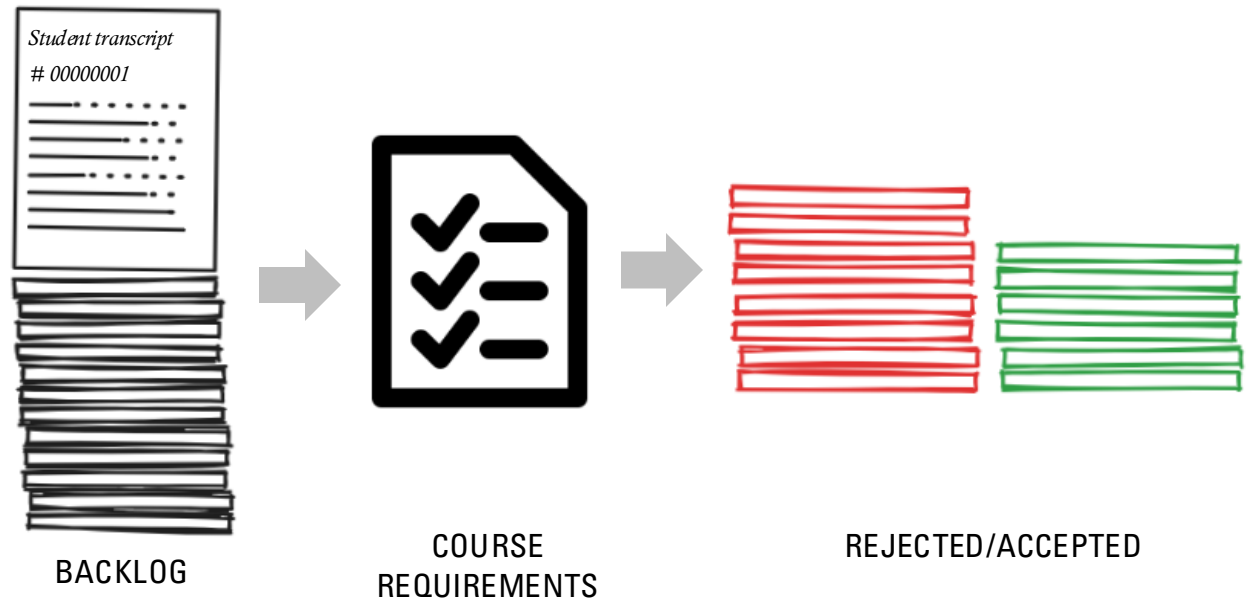 Student transcript
# 00000001
BACKLOG
COURSE
REQUIREMENTS
REJECTED/ACCEPTED